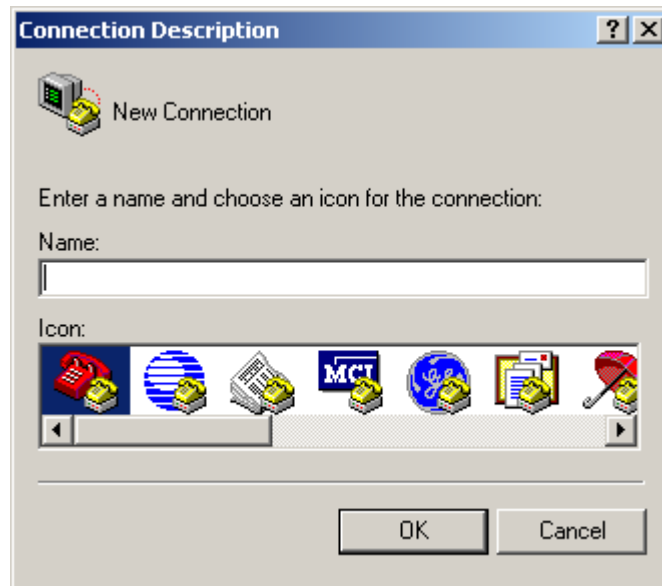 Connection Description
New Connection
Enter a name and choose an icon for the connection:
Name:
Icon:
MCI
OK
Cancel